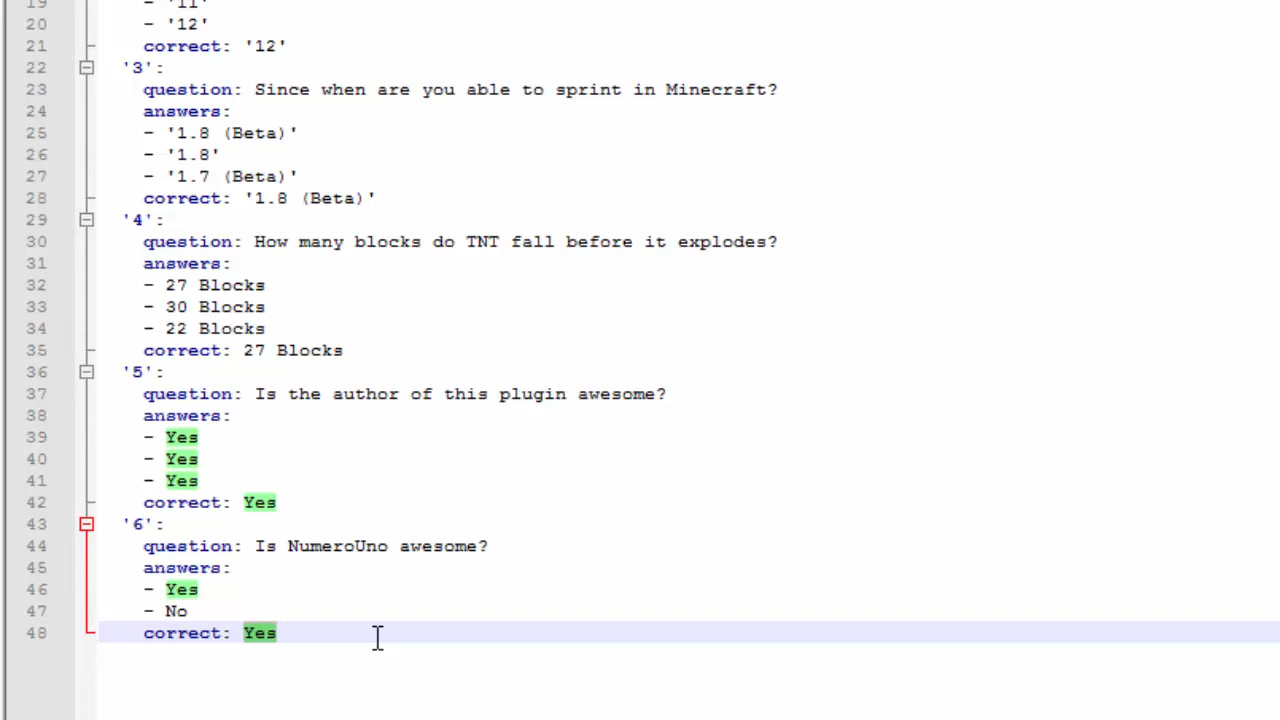 19 - '11'
20 - '12'
21 correct: '12'
22 '3':
23 question: Since when are you able to sprint in Minecraft?
24 answers:
25 - '1.8 (Beta)'
26 - '1.8'
27 - '1.7 (Beta)'
28 correct: '1.8 (Beta)'
29 '4':
30 question: How many blocks do TNT fall before it explodes?
31 answers:
32 - 27 Blocks
33 - 30 Blocks
34 - 22 Blocks
35 correct: 27 Blocks
36 '5':
37 question: Is the author of this plugin awesome?
38 answers:
39 - Yes
40 - Yes
41 - Yes
42 correct: Yes
43 '6':
44 question: Is NumeroUno awesome?
45 answers:
46 - Yes
47 - No
48 correct: Yes